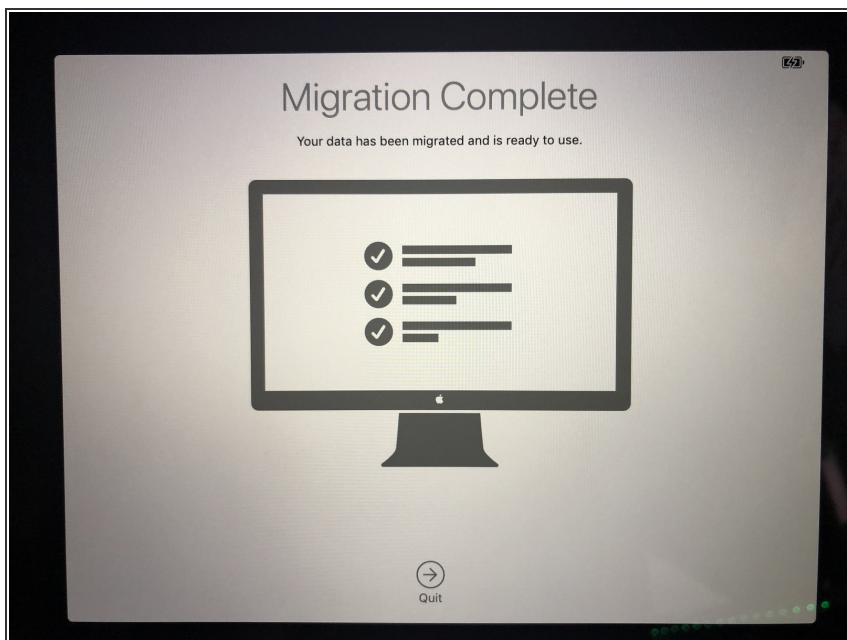 Migration Complete
Your data has been migrated and is ready to use.
Quit